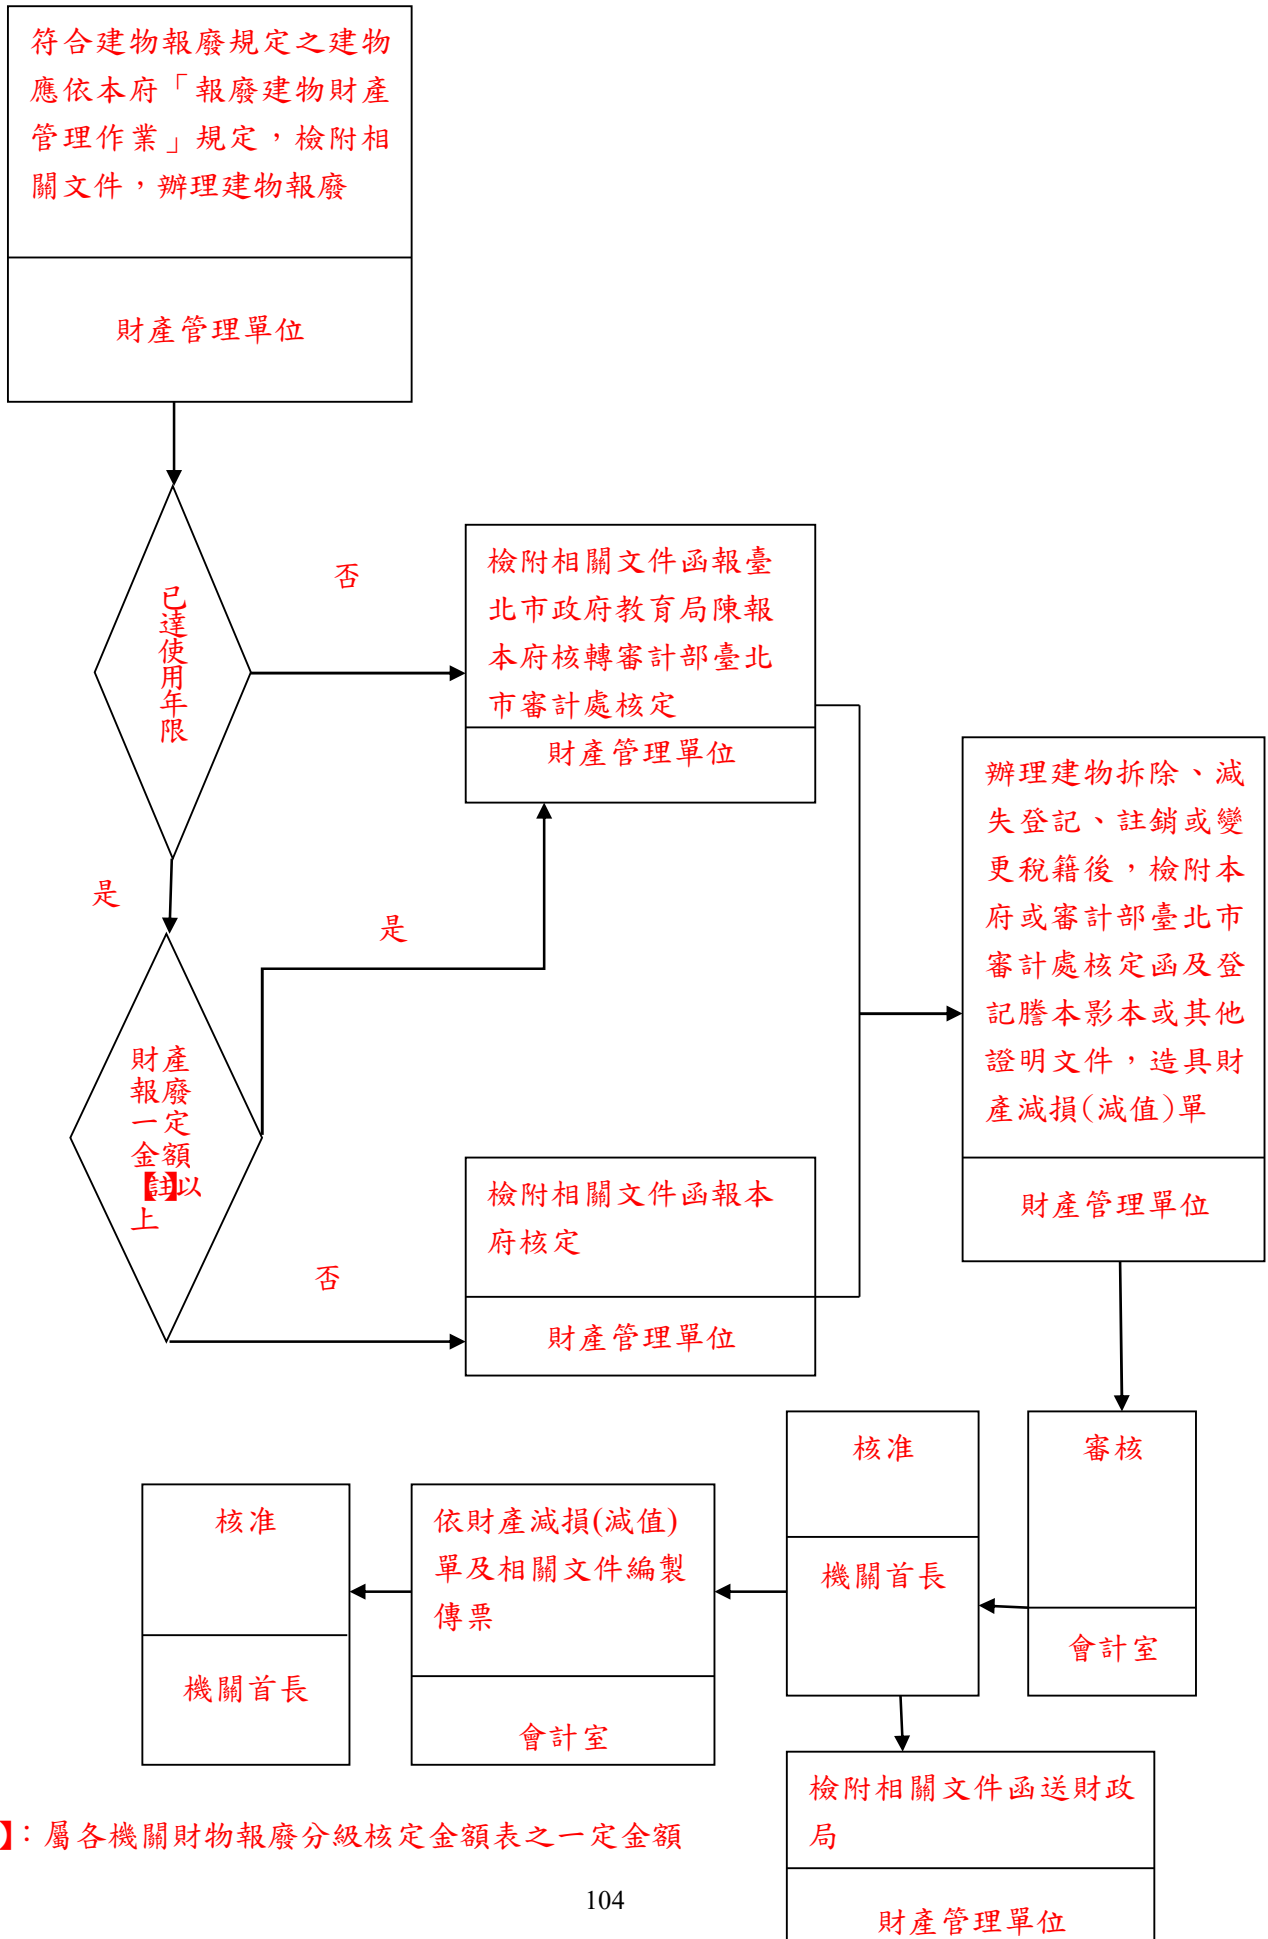 符合建物報廢規定之建物
應依本府「報廢建物財產
管理作業」規定，檢附相
關文件，辦理建物報廢
財產管理單位
已達使用年限
否
檢附相關文件函報臺
北市政府教育局陳報
本府核轉審計部臺北
市審計處核定
財產管理單位
是
是
財產
報廢
一定
金額
【註】以
上
否
檢附相關文件函報本
府核定
財產管理單位
辦理建物拆除、減
失登記、註銷或變
更稅籍後，檢附本
府或審計部臺北市
審計處核定函及登
記謄本影本或其他
證明文件，造具財
產減損(減值)單
財產管理單位
審核
會計室
核准
機關首長
依財產減損(減值)
單及相關文件編製
傳票
會計室
核准
機關首長
檢附相關文件函送財政
局
財產管理單位
】：屬各機關財物報廢分級核定金額表之一定金額
104